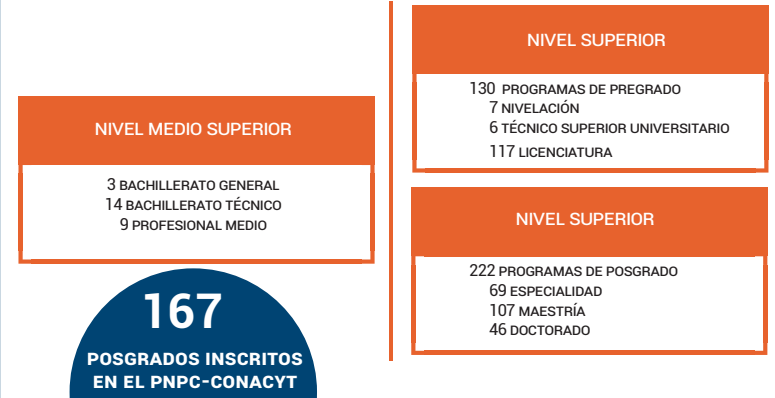 NIVEL MEDIO SUPERIOR
3 BACHILLERATO GENERAL
14 BACHILLERATO TÉCNICO
9 PROFESIONAL MEDIO
167
POSGRADOS INSCRITOS
EN EL PNPC-CONACYT
NIVEL SUPERIOR
130 PROGRAMAS DE PREGRADO
7 NIVELACIÓN
6 TÉCNICO SUPERIOR UNIVERSITARIO
117 LICENCIATURA
NIVEL SUPERIOR
222 PROGRAMAS DE POSGRADO
69 ESPECIALIDAD
107 MAESTRÍA
46 DOCTORADO